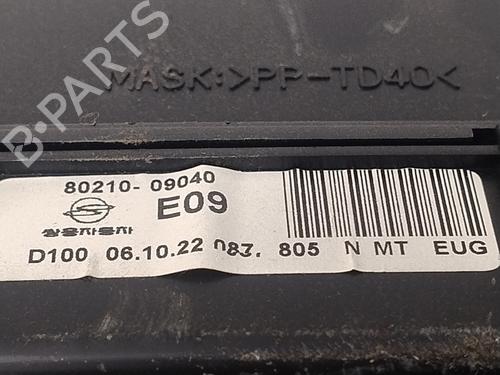 MASK:>PP-TD40<
B-PARTS
80210-09040
E09
쌍용자동차
D100 06.10.22 087. 805 N MT EUG